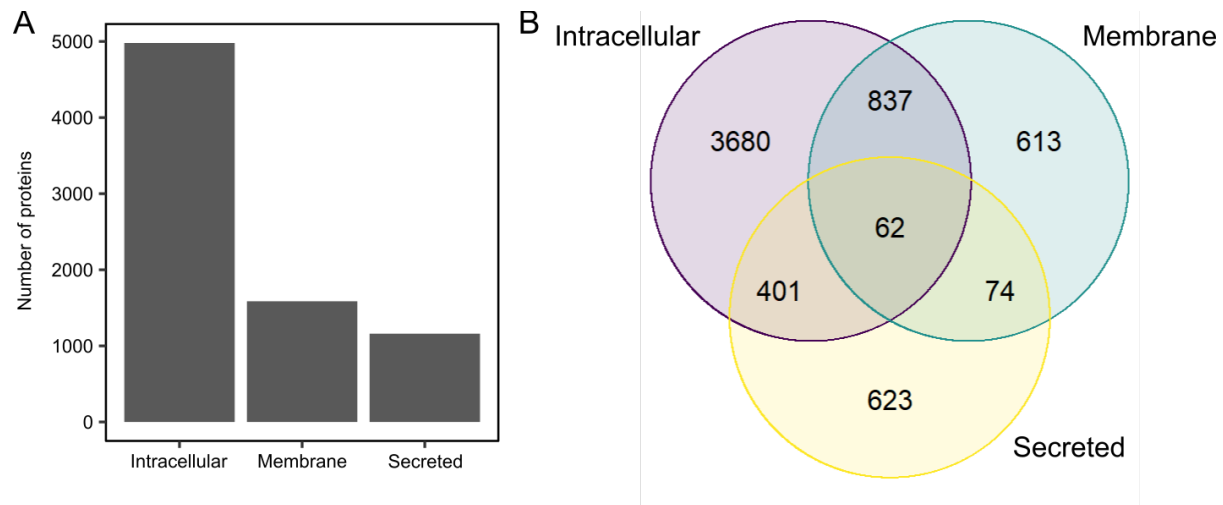 A
Number of proteins
5000
4000
3000
2000
1000
0
Intracellular Membrane Secreted
B
Intracellular
Membrane
837
3680
613
62
401
74
623
Secreted